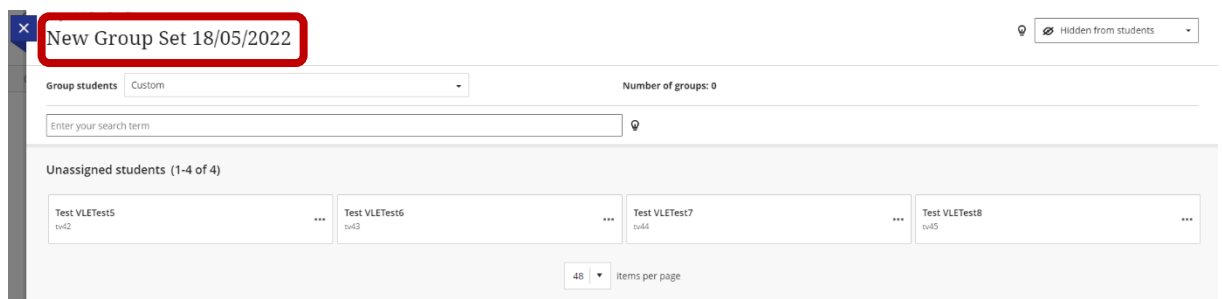 New Group Set 18/05/2022
Hidden from students
Group students Custom Number of groups: 0
Enter your search term
Unassigned students (1-4 of 4)
Test VLETest5 Test VLETest6 Test VLETest7 Test VLETest8
tv42 tv43 tv44 tv45
48 items per page